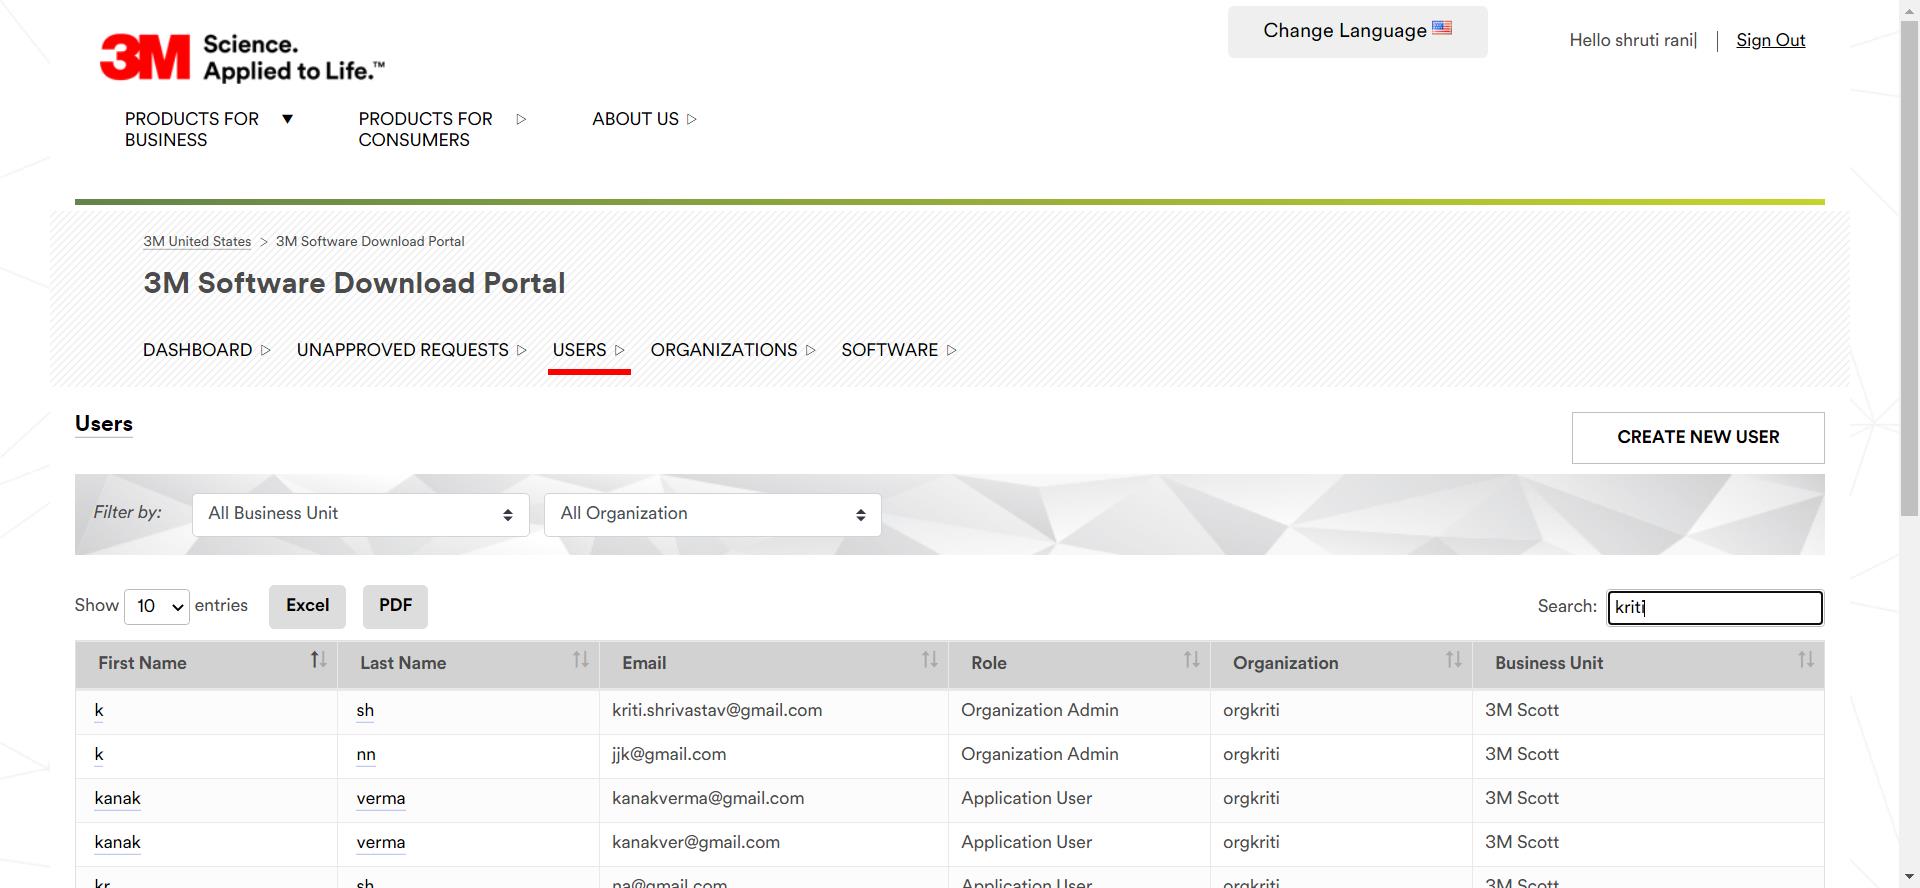 3M Science.
Applied to Life.™
Change Language
Hello shruti rani| | Sign Out
PRODUCTS FOR BUSINESS
PRODUCTS FOR CONSUMERS
ABOUT US
3M United States > 3M Software Download Portal
3M Software Download Portal
DASHBOARD UNAPPROVED REQUESTS USERS ORGANIZATIONS SOFTWARE
Users
CREATE NEW USER
Filter by: All Business Unit All Organization
Show 10 entries Excel PDF Search: kriti
First Name Last Name Email Role Organization Business Unit
k sh kriti.shrivastav@gmail.com Organization Admin orgkriti 3M Scott
k nn jjk@gmail.com Organization Admin orgkriti 3M Scott
kanak verma kanakverma@gmail.com Application User orgkriti 3M Scott
kanak verma kanakver@gmail.com Application User orgkriti 3M Scott
kr sh na@gmail.com Application User orgkriti 3M Scott